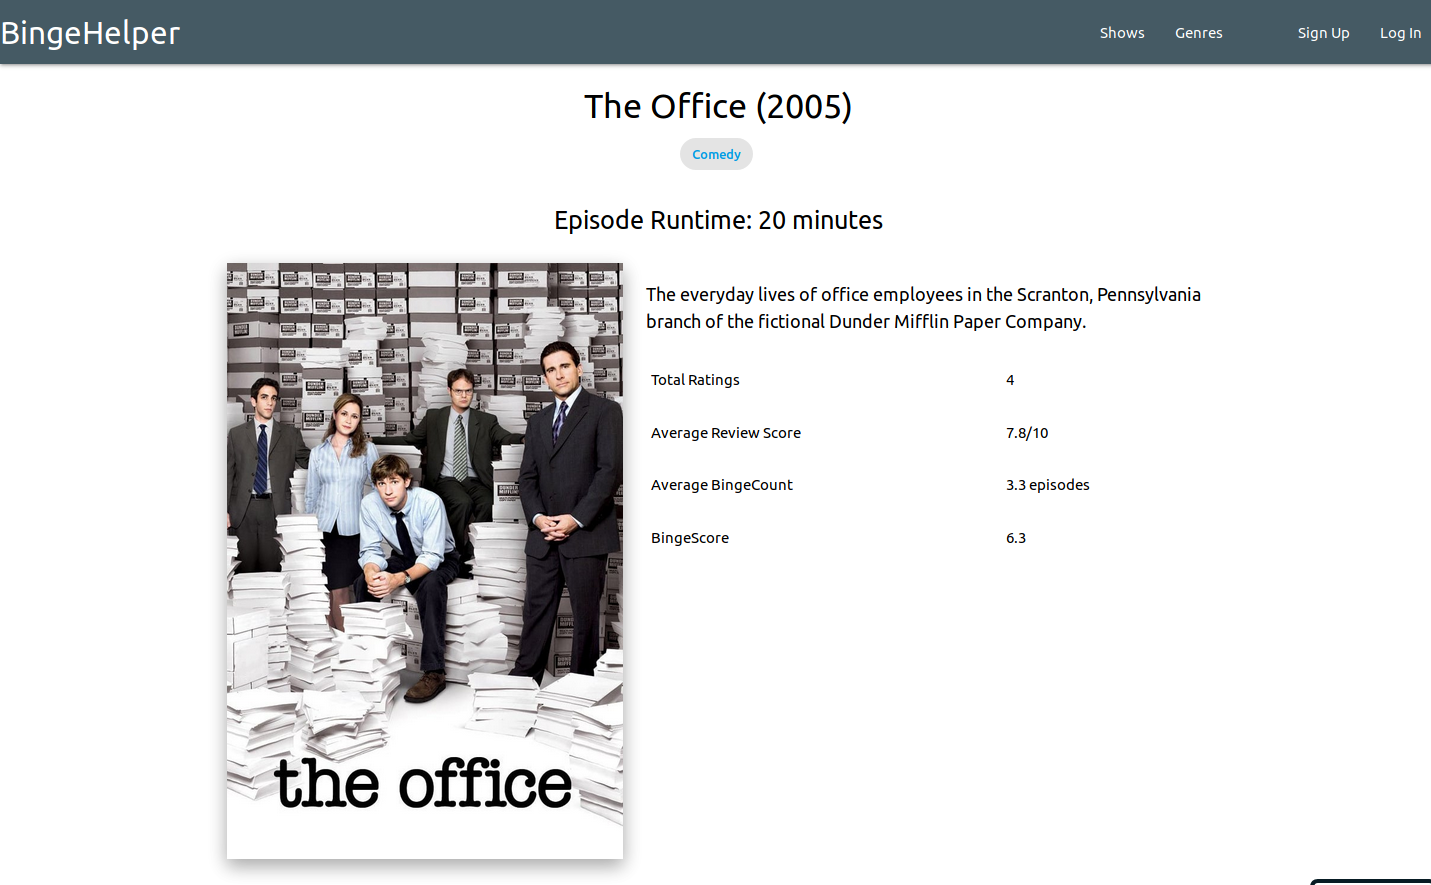 BingeHelper
Shows
Genres
Sign Up
Log In
The Office (2005)
Comedy
Episode Runtime: 20 minutes
The everyday lives of office employees in the Scranton, Pennsylvania
branch of the fictional Dunder Mifflin Paper Company.
Total Ratings 4
Average Review Score 7.8/10
Average BingeCount 3.3 episodes
BingeScore 6.3
DUNDER
MIFFLIN
the office